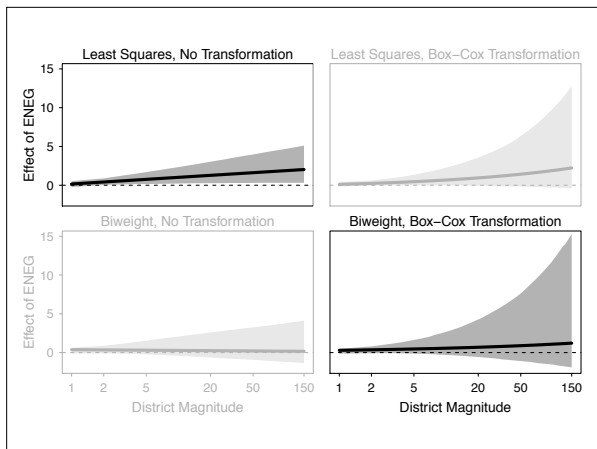 Least Squares, No Transformation
Least Squares, Box−Cox Transformation
15
10
5
0
Effect of ENEG
Biweight, No Transformation
Biweight, Box−Cox Transformation
15
10
5
0
Effect of ENEG
1 2 5 20 50 150
1 2 5 20 50 150
District Magnitude
District Magnitude